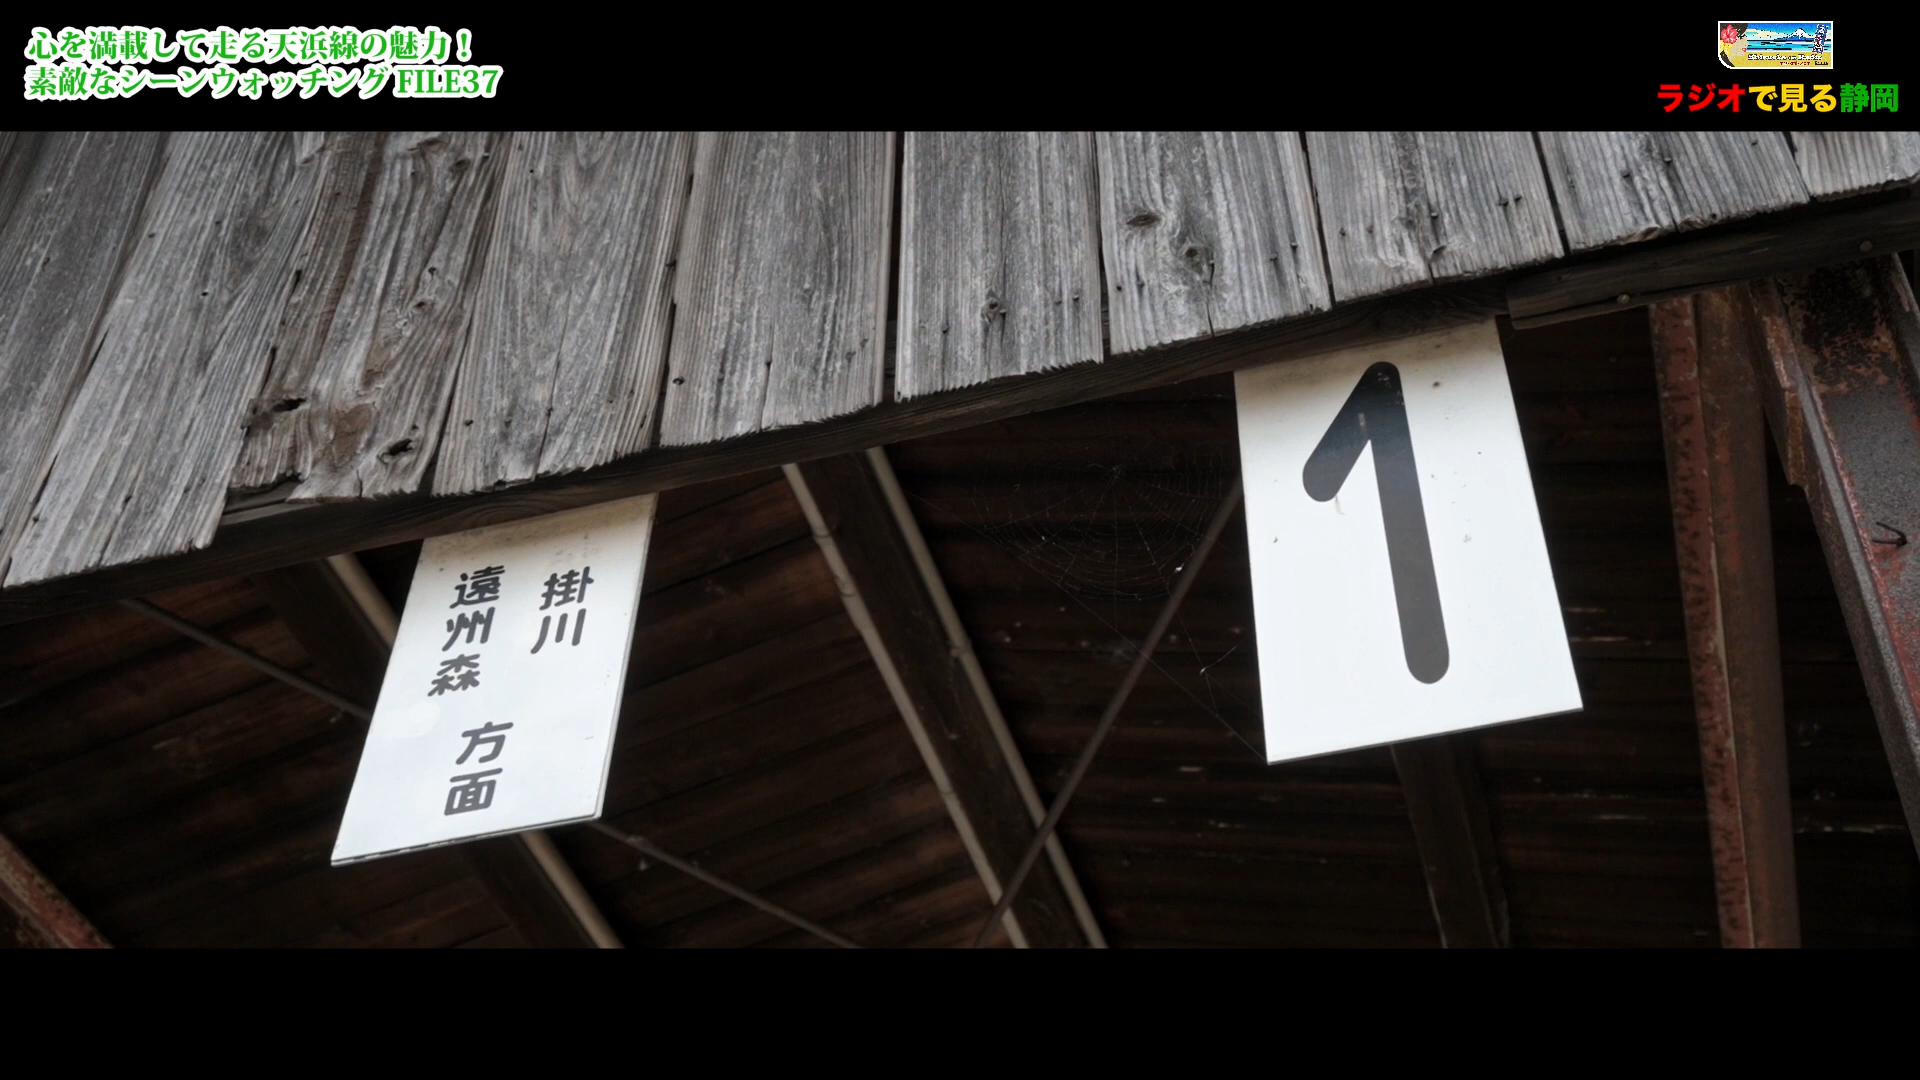 心を満載して走る天浜線の魅力！
素敵なシーンウォッチング FILE37
ラジオで見る静岡
掛川
遠州森 方面
1